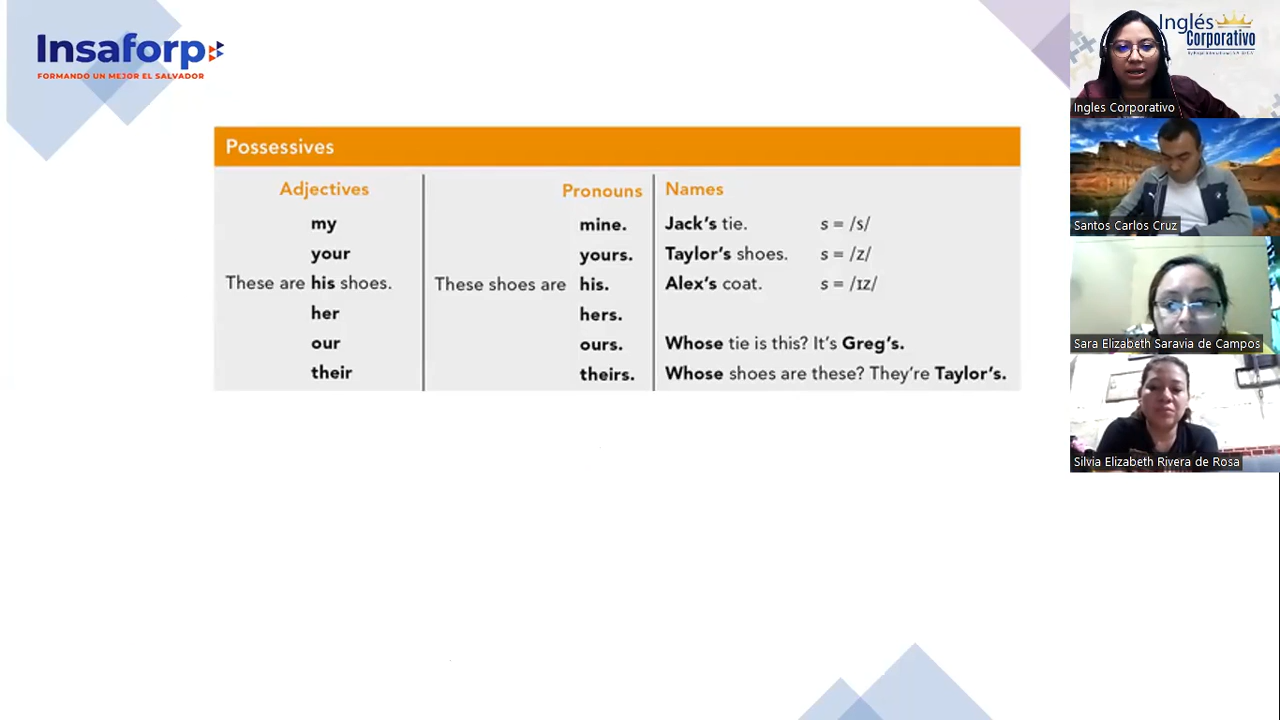 Insaforp
FORMANDO UN MEJOR EL SALVADOR
Possessives
Adjectives
my
your
These are his shoes.
her
our
their
Pronouns
mine.
yours.
These shoes are his.
hers.
ours.
theirs.
Names
Jack's tie. s = /s/
Taylor's shoes. s = /z/
Alex's coat. s = /ɪz/
Whose tie is this? It's Greg's.
Whose shoes are these? They're Taylor's.
Inglés
Corporativo
Ingles Corporativo
Santos Carlos Cruz
Sara Elizabeth Saravia de Campos
Silvia Elizabeth Rivera de Rosa